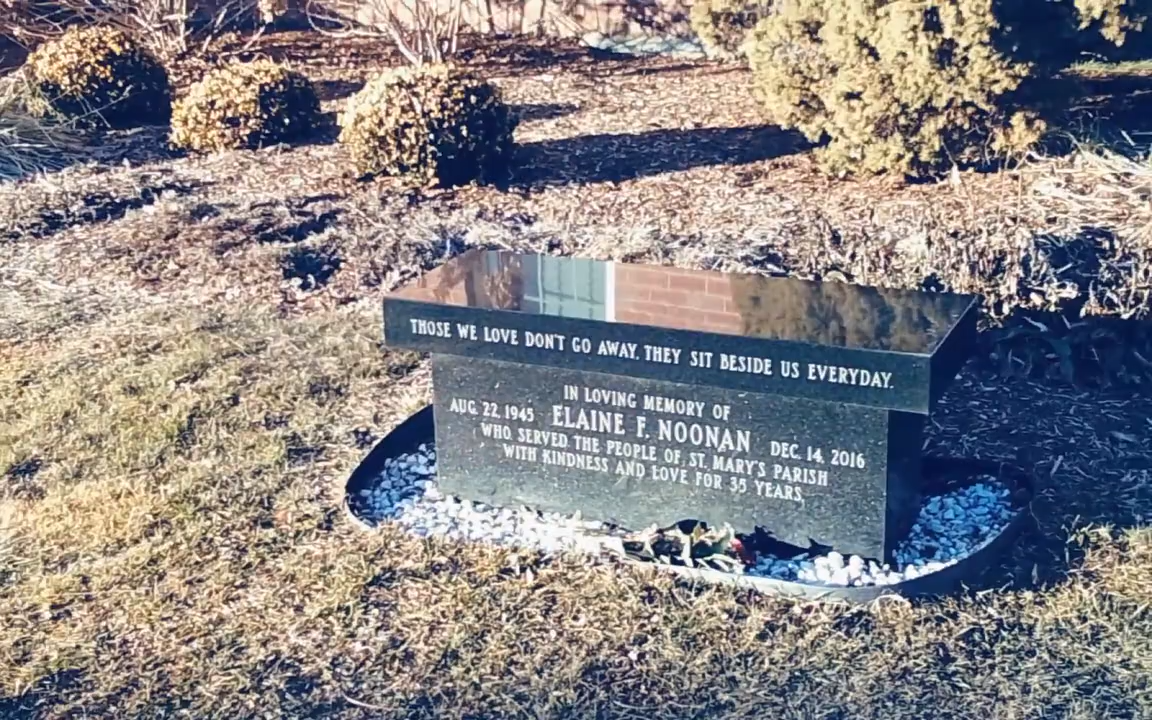 THOSE WE LOVE DON'T GO AWAY. THEY SIT BESIDE US EVERYDAY.
IN LOVING MEMORY OF
AUG. 22, 1945 ELAINE F. NOONAN DEC. 14, 2016
WHO SERVED THE PEOPLE OF ST. MARY'S PARISH
WITH KINDNESS AND LOVE FOR 35 YEARS.